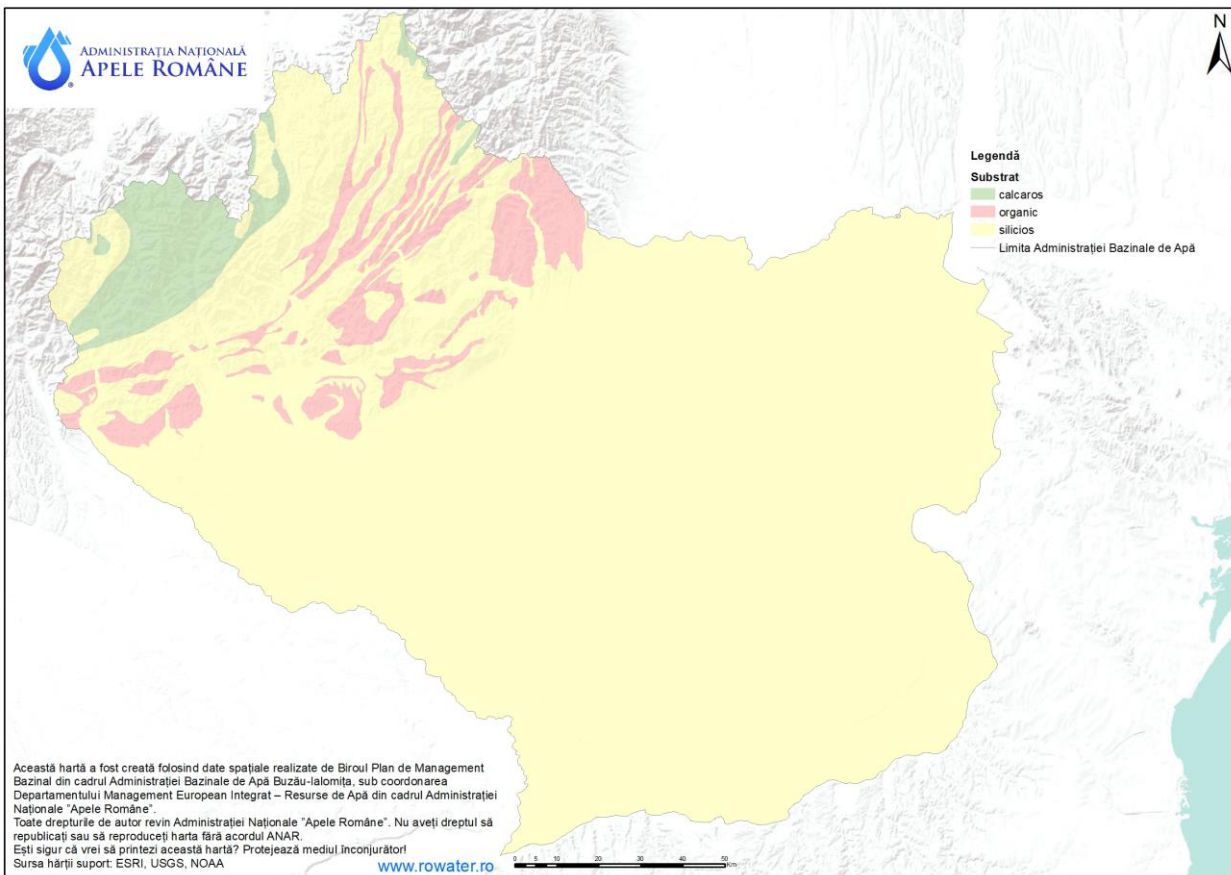 ADMINISTRAȚIA NAȚIONALĂ
APELE ROMÂNE
®
N
Legendă
Substrat
calcaros
organic
silicios
Limita Administrației Bazinale de Apă
Această hartă a fost creată folosind date spațiale realizate de Biroul Plan de Management
Bazinal din cadrul Administrației Bazinale de Apă Buzău-Ialomița, sub coordonarea
Departamentului Management European Integrat – Resurse de Apă din cadrul Administrației
Naționale "Apele Române".
Toate drepturile de autor revin Administrației Naționale "Apele Române". Nu aveți dreptul să
republicați sau să reproduceți harta fără acordul ANAR.
Ești sigur că vrei să printezi această hartă? Protejează mediul înconjurător!
Sursa hărții suport: ESRI, USGS, NOAA
www.rowater.ro
0 5 10 20 30 40 50
Km